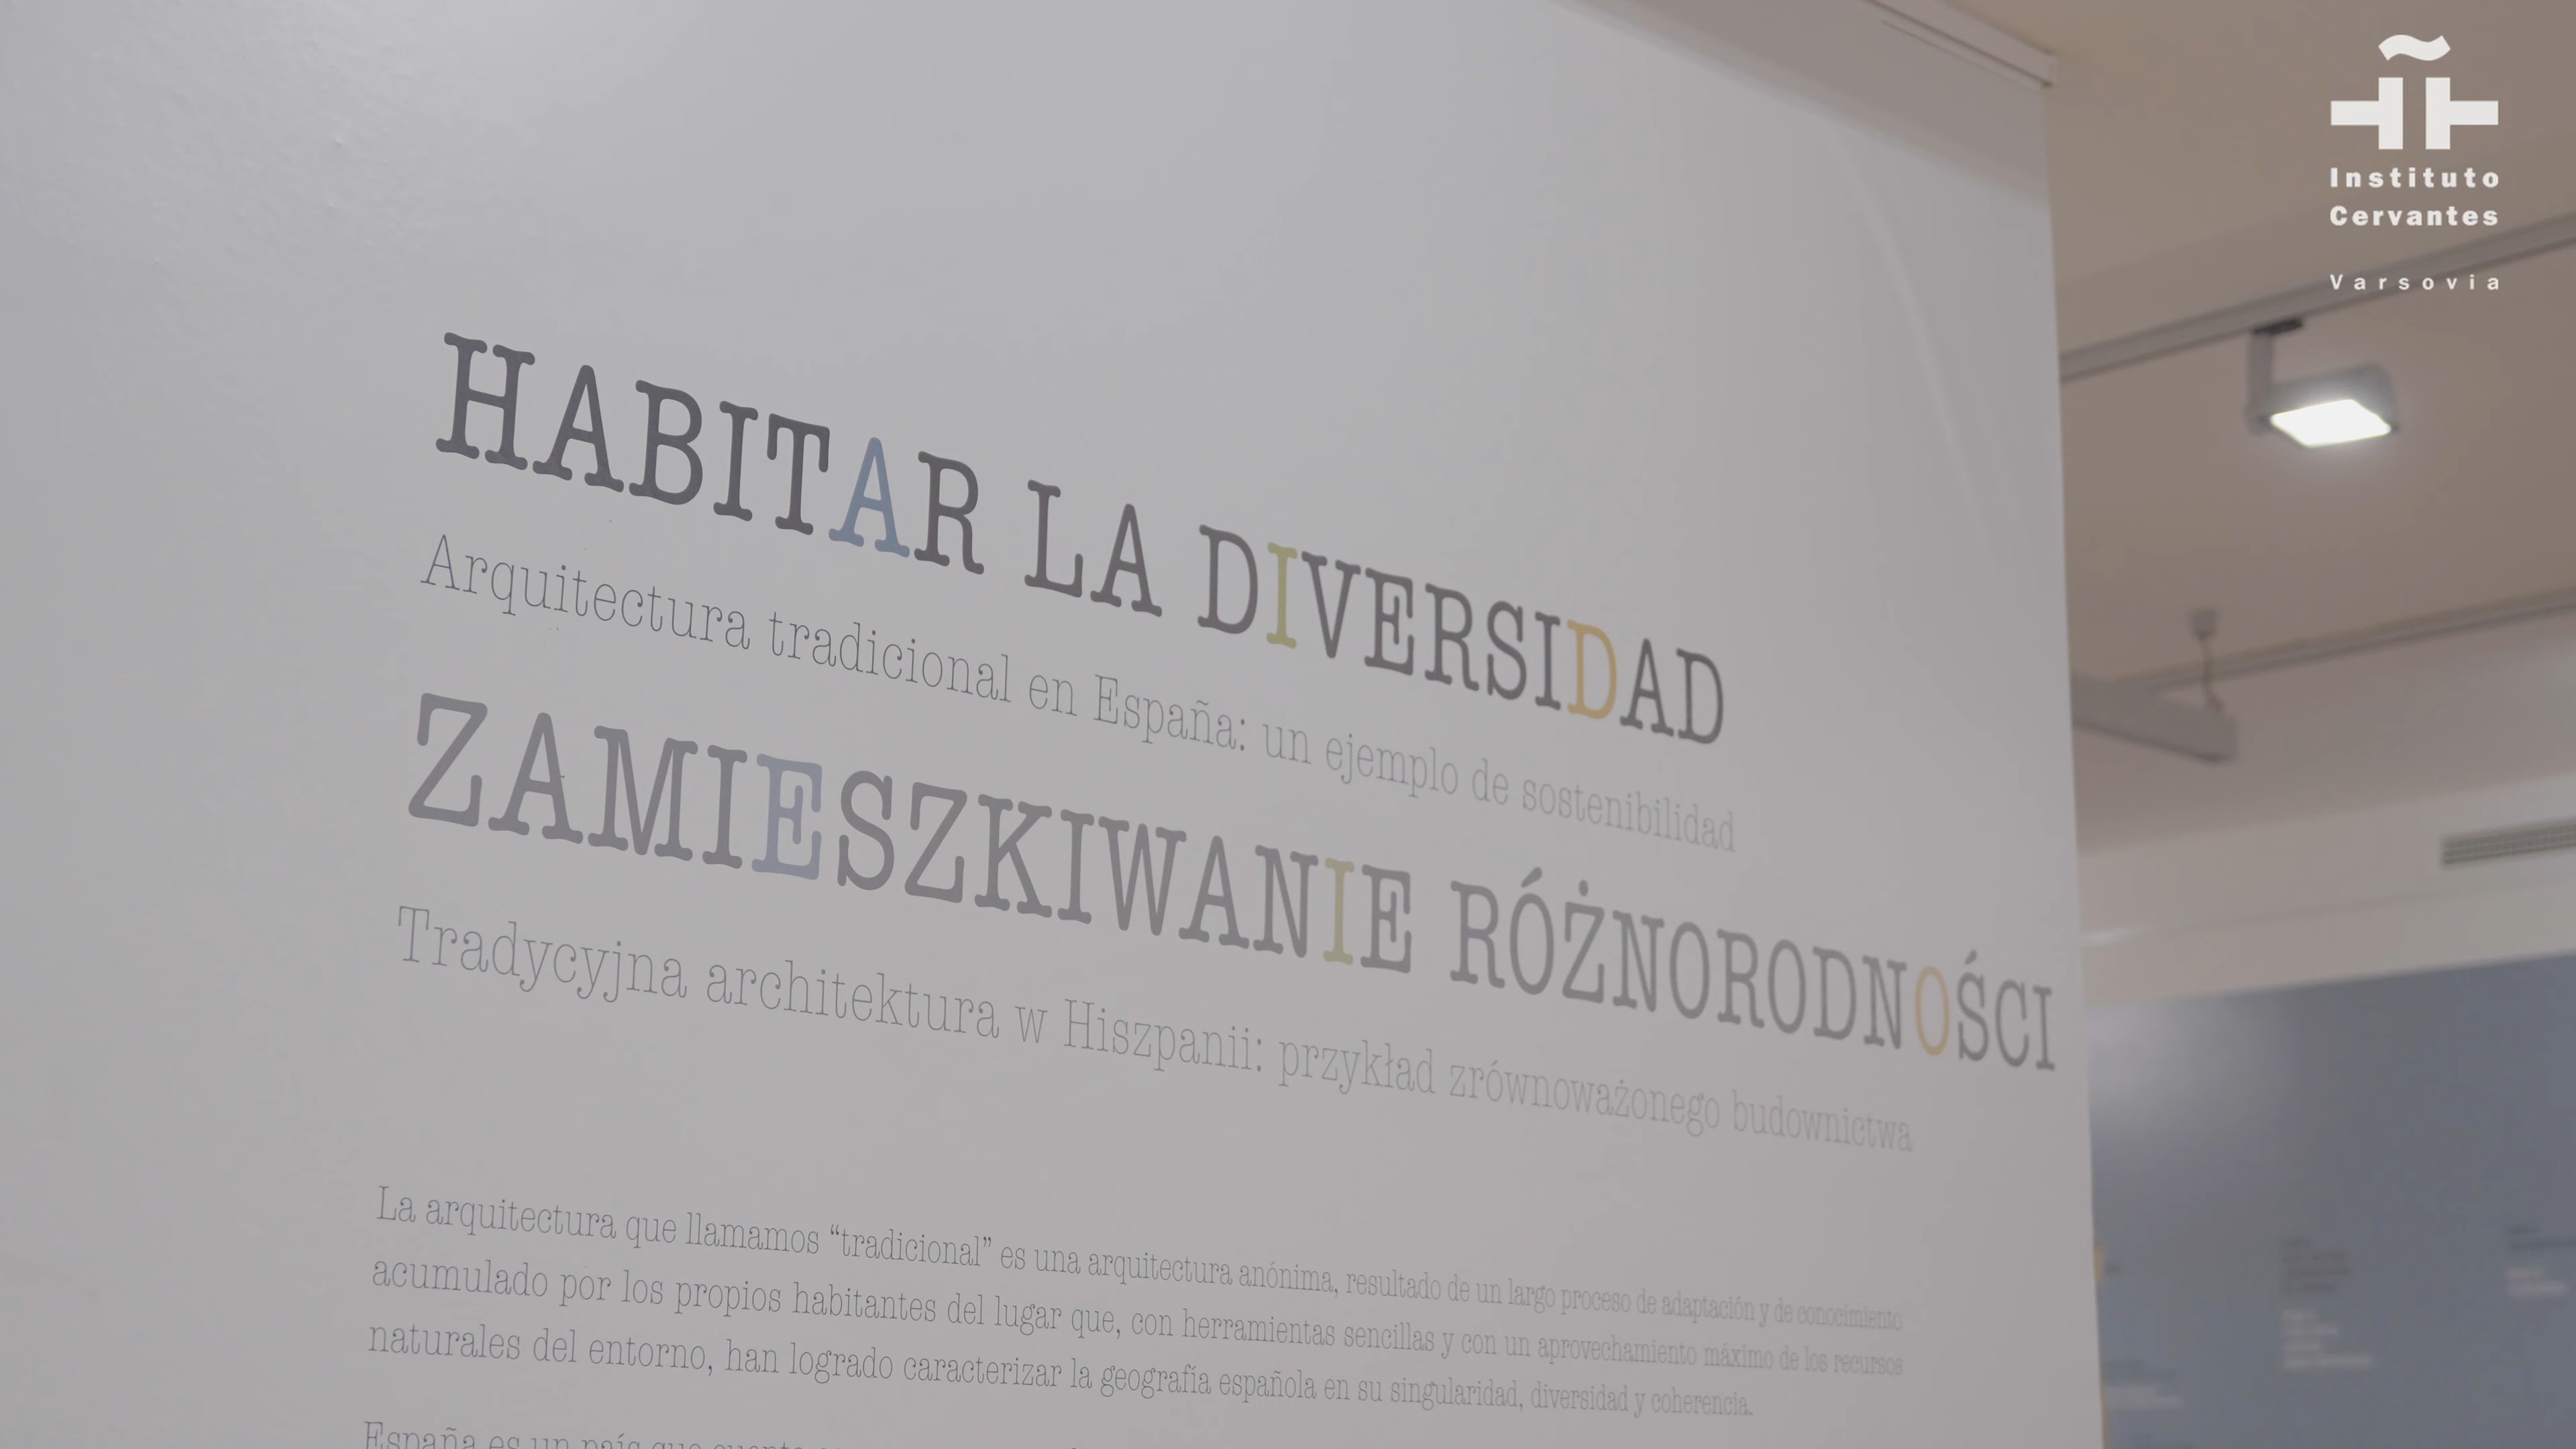 Instituto
Cervantes
Varsovia
HABITAR LA DIVERSIDAD
Arquitectura tradicional en España: un ejemplo de sostenibilidad
ZAMIESZKIWANIE RÓŻNORODNOŚCI
Tradycyjna architektura w Hiszpanii: przykład zrównoważonego budownictwa
La arquitectura que llamamos “tradicional” es una arquitectura anónima, resultado de un largo proceso de adaptación y de conocimiento
acumulado por los propios habitantes del lugar que, con herramientas sencillas y con un aprovechamiento máximo de los recursos
naturales del entorno, han logrado caracterizar la geografía española en su singularidad, diversidad y coherencia.
España es un país que